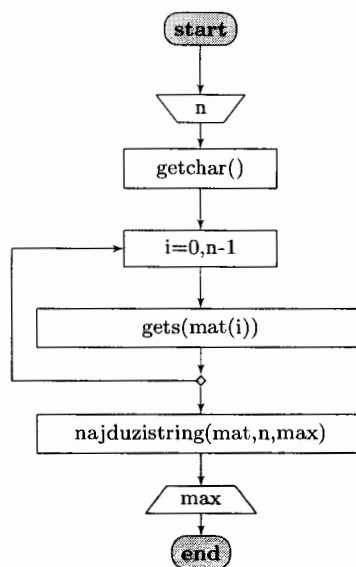 start
n
getchar()
i=0,n-1
gets(mat(i))
najduzistring(mat,n,max)
max
end